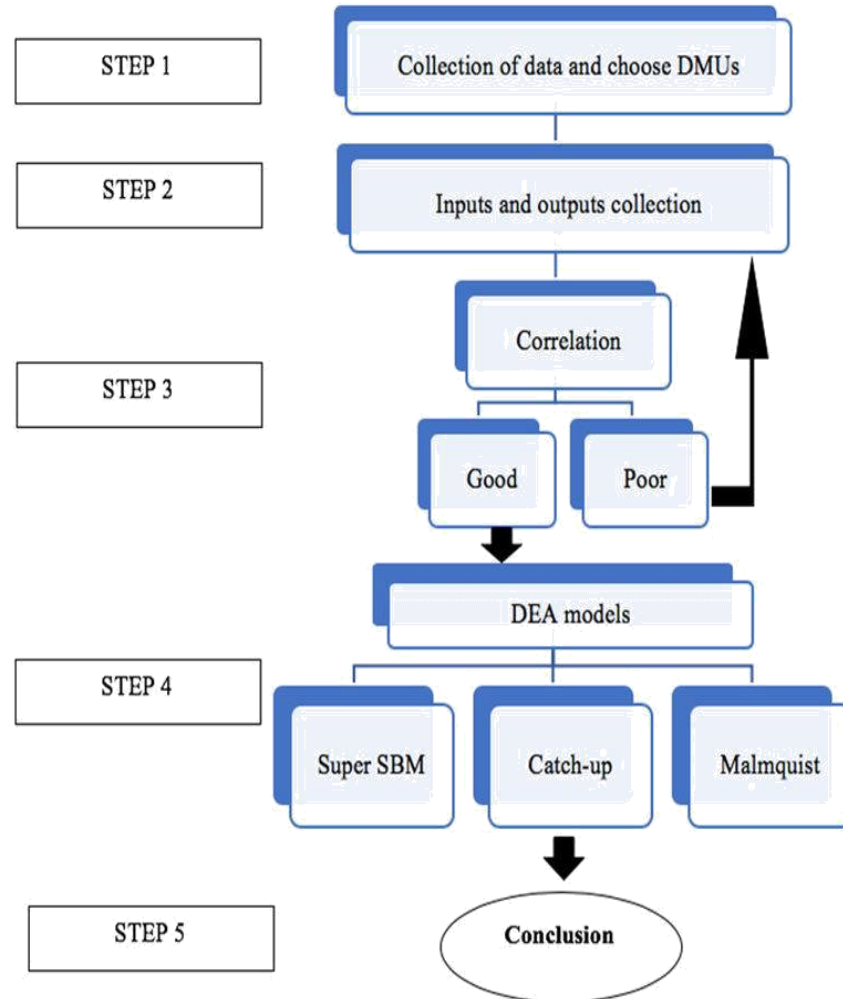 STEP 1
Collection of data and choose DMUs
STEP 2
Inputs and outputs collection
STEP 3
Correlation
Good
Poor
DEA models
STEP 4
Super SBM
Catch-up
Malmquist
STEP 5
Conclusion